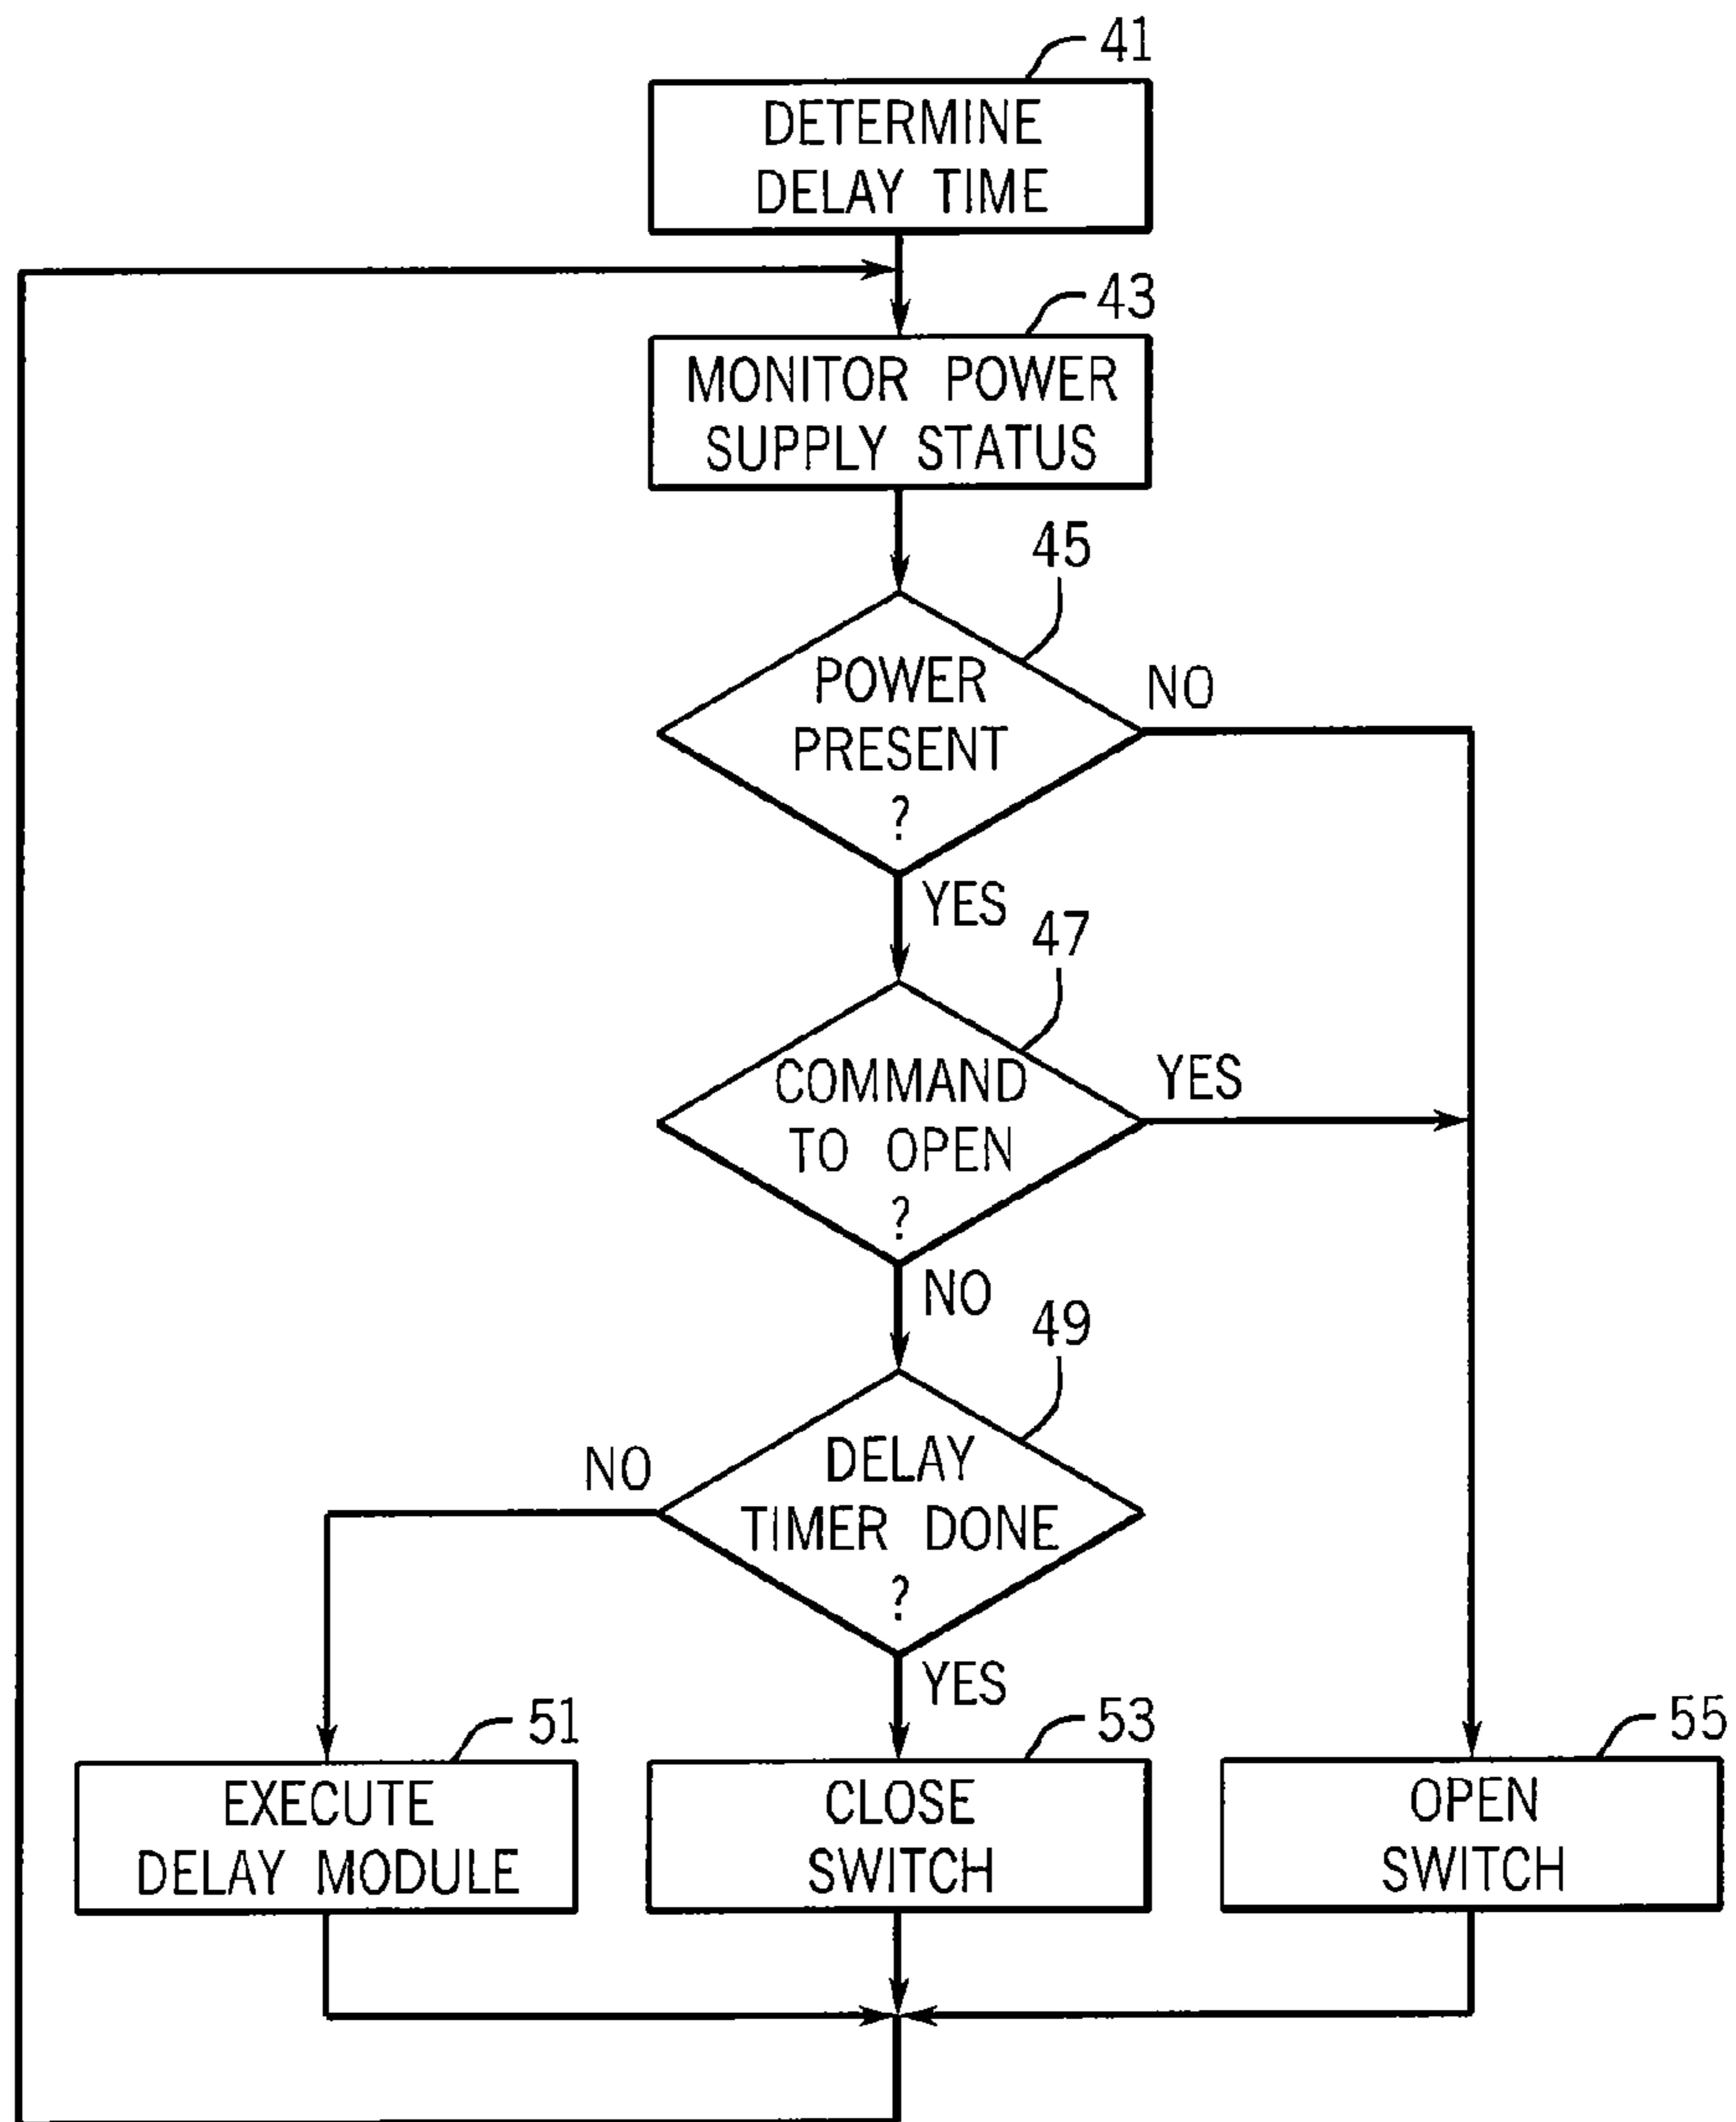 41
DETERMINE
DELAY TIME
43
MONITOR POWER
SUPPLY STATUS
45
POWER
PRESENT
?
NO
YES
47
COMMAND
TO OPEN
?
YES
NO
49
DELAY
TIMER DONE
?
NO
YES
51
EXECUTE
DELAY MODULE
53
CLOSE
SWITCH
55
OPEN
SWITCH